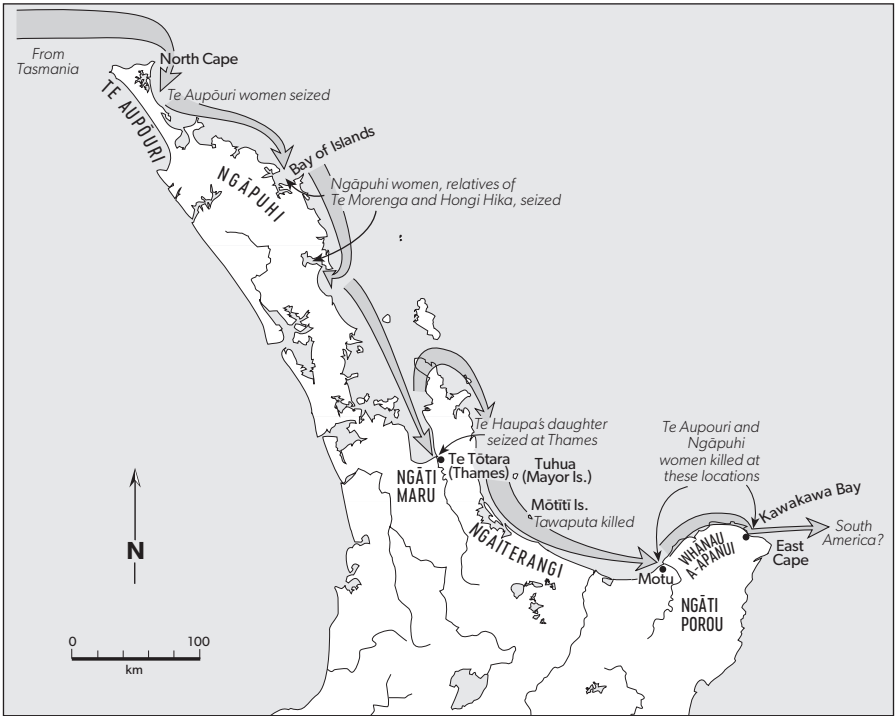 From
Tasmania
North Cape
Te Aupōuri women seized
TE AUPŌURI
Bay of Islands
NGĀPUHI
Ngāpuhi women, relatives of
Te Morenga and Hongi Hika, seized
Te Haupa's daughter
seized at Thames
Te Aupouri and
Ngāpuhi
women killed at
these locations
Te Tōtara
(Thames)
Tuhua
(Mayor Is.)
NGĀTI
MARU
Mōtītī Is.
Tawaputa killed
Kawakawa Bay
South
America?
NGĀITERANGI
WHĀNAU
A-APANUI
East
Cape
Motu
NGĀTI
POROU
N
0 100
km